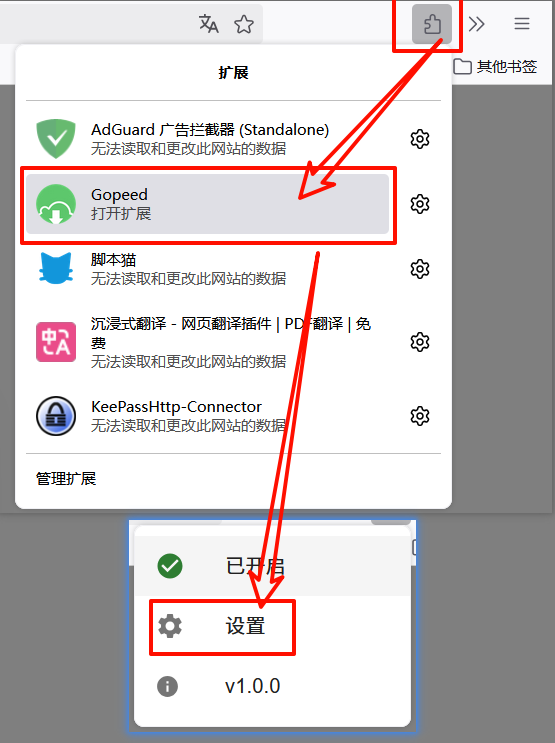 其他书签
扩展
AdGuard 广告拦截器 (Standalone)
无法读取和更改此网站的数据
Gopeed
打开扩展
脚本猫
无法读取和更改此网站的数据
沉浸式翻译 - 网页翻译插件 | PDF翻译 | 免
费
无法读取和更改此网站的数据
KeePassHttp-Connector
无法读取和更改此网站的数据
管理扩展
已开启
设置
v1.0.0